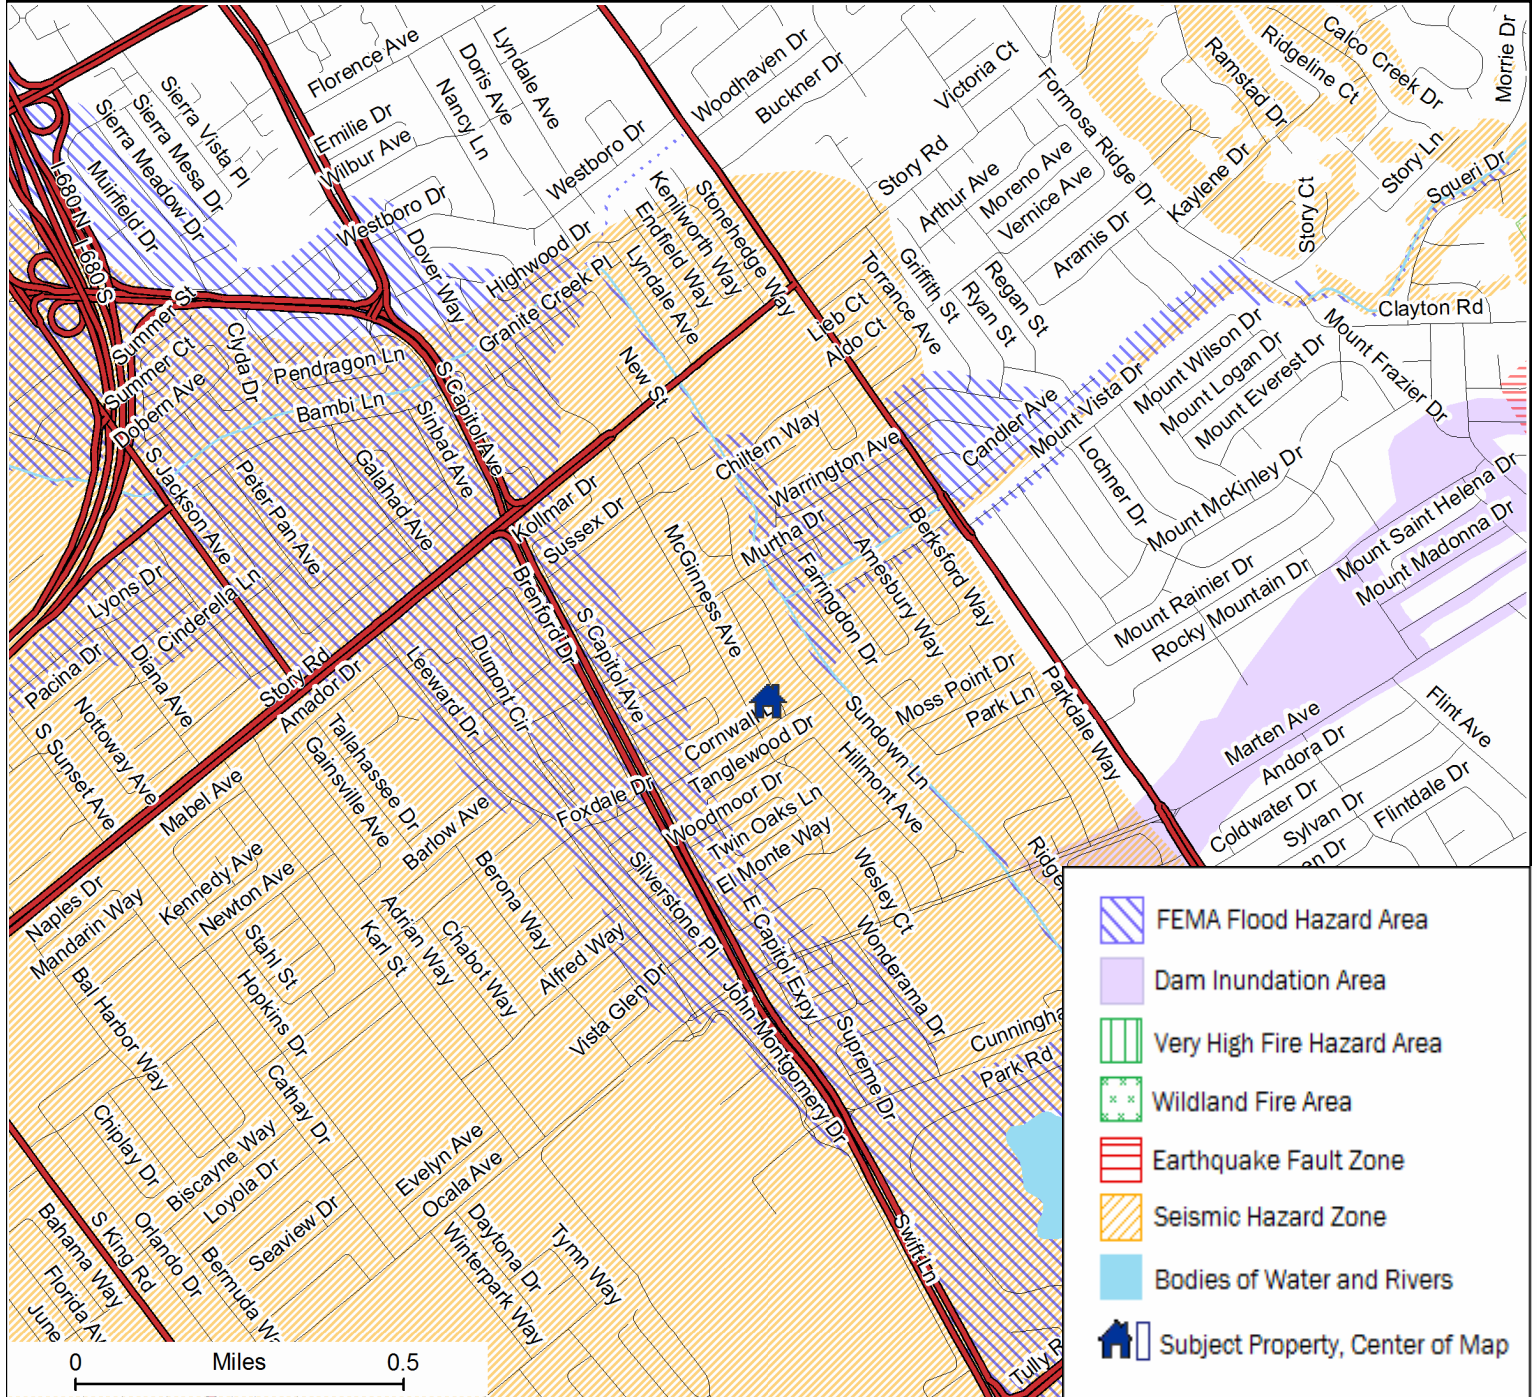 Florence Ave
Doris Ave
Lyndale Ave
Nancy Ln
Woodhaven Dr
Buckner Dr
Victoria Ct
Ramstad Dr
Ridgeline Ct
Calco Creek Dr
Morrie Dr
Sierra Vista Pl
Sierra Mesa Dr
Sierra Meadow Dr
Muirfield Dr
Emilie Dr
Wilbur Ave
Westboro Dr
Westboro Dr
Formosa Ridge Dr
Story Rd
Arthur Ave
Moreno Ave
Vernice Ave
Aramis Dr
Kaylene Dr
Story Ct
Story Ln
Squeri Dr
I-680 N
I-680 S
Dover Way
Highwood Dr
Granite Creek Pl
Kenilworth Way
Endfield Way
Lyndale Ave
Stonehedge Way
Torrance Ave
Griffith St
Ryan St
Regan St
Clayton Rd
Summer St
Summer Ct
Dobern Ave
Clyda Dr
Pendragon Ln
Bambi Ln
New St
Lieb Ct
Aldo Ct
Mount Wilson Dr
Mount Logan Dr
Mount Everest Dr
Mount Frazier Dr
Mount Vista Dr
Candler Ave
S Capitol Ave
Sinbad Ave
Galahad Ave
Peter Pan Ave
S Jackson Ave
Chiltern Way
Warrington Ave
Murtha Dr
Lochner Dr
Mount McKinley Dr
Mount Saint Helena Dr
Mount Madonna Dr
Kollmar Dr
Sussex Dr
McGinness Ave
Farringdon Dr
Amesbury Way
Berksford Way
Mount Rainier Dr
Rocky Mountain Dr
Lyons Dr
Cinderella Ln
Pacina Dr
Diana Ave
Nottoway Ave
S Sunset Ave
Story Rd
Amador Dr
Brenford Dr
S Capitol Ave
Dumont Cir
Leeward Dr
Moss Point Dr
Park Ln
Parkdale Way
Sundown Ln
Cornwall
Tanglewood Dr
Hillmont Ave
Marten Ave
Andora Dr
Flint Ave
Coldwater Dr
Sylvan Dr
Flintdale Dr
en Dr
Mabel Ave
Tallahassee Dr
Gainsville Ave
Barlow Ave
Foxdale Dr
Woodmoor Dr
Twin Oaks Ln
El Monte Way
Ridge
Naples Dr
Mandarin Way
Kennedy Ave
Newton Ave
Stahl St
Hopkins Dr
Karl St
Adrian Way
Chabot Way
Berona Way
Alfred Way
Silverstone Pl
Vista Glen Dr
E Capitol Expy
Wesley Ct
Wonderama Dr
Bal Harbor Way
John Montgomery Dr
Supreme Dr
Cunningha
Park Rd
Cathay Dr
Chiplay Dr
Biscayne Way
Loyola Dr
Seaview Dr
Evelyn Ave
Ocala Ave
Daytona Dr
Winterpark Way
Tymn Way
Swift Ln
Tully R
S King Rd
Orlando Dr
Bermuda Wa
Bahama Way
Florida Av
June
0 Miles 0.5
FEMA Flood Hazard Area
Dam Inundation Area
Very High Fire Hazard Area
Wildland Fire Area
Earthquake Fault Zone
Seismic Hazard Zone
Bodies of Water and Rivers
Subject Property, Center of Map